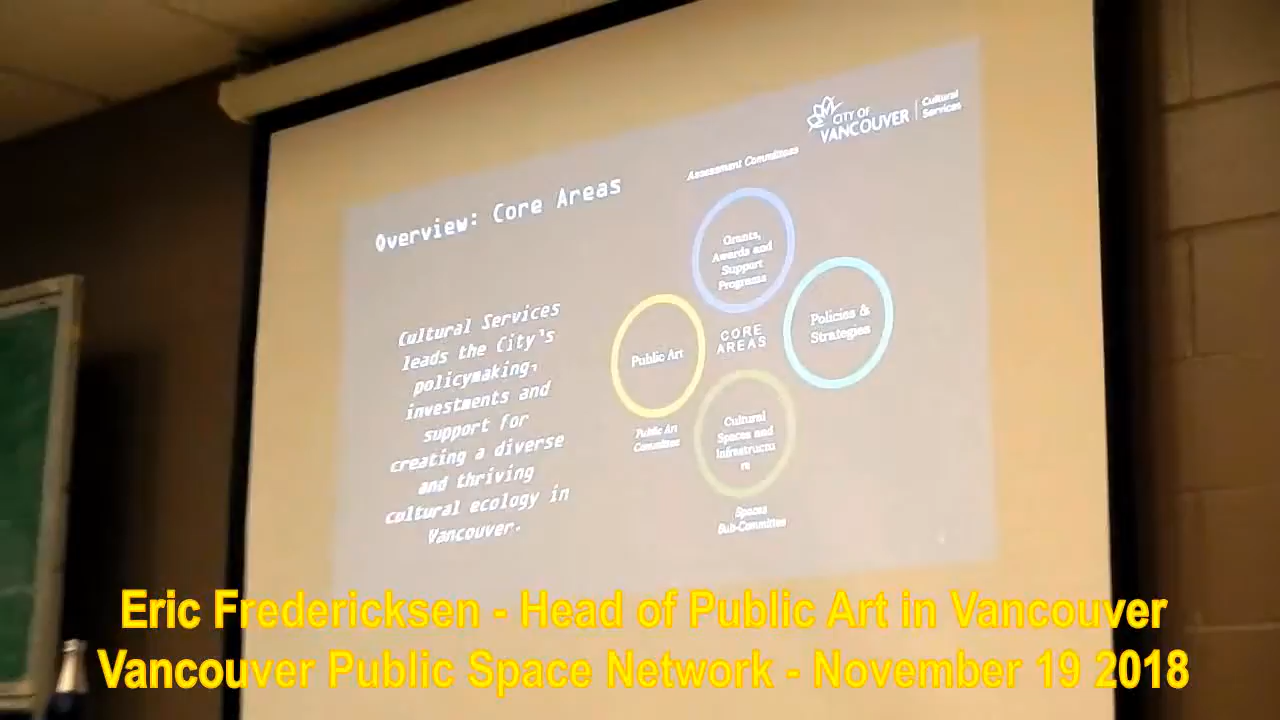 CITY OF
VANCOUVER
Cultural
Services
Assessment Committees
Overview: Core Areas
Grants,
Awards and
Support
Programs
Cultural Services
leads the City's
policymaking,
investments and
support for
creating a diverse
and thriving
cultural ecology in
Vancouver.
Public Art
CORE
AREAS
Policies &
Strategies
Public Art
Committee
Cultural
Spaces and
Infrastructu
re
Spaces
Sub-Committee
Eric Fredericksen - Head of Public Art in Vancouver
Vancouver Public Space Network - November 19 2018